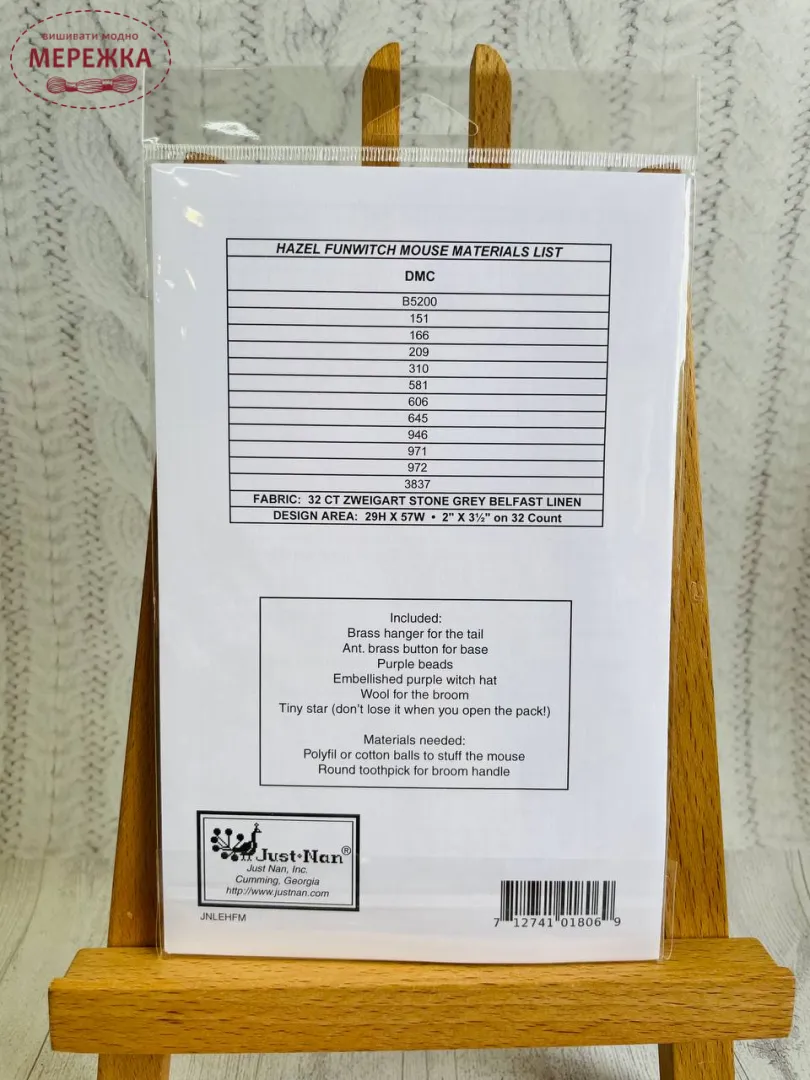 вишивати модно
МЕРЕЖКА
HAZEL FUNWITCH MOUSE MATERIALS LIST
DMC
B5200
151
166
209
310
581
606
645
946
971
972
3837
FABRIC: 32 CT ZWEIGART STONE GREY BELFAST LINEN
DESIGN AREA: 29H X 57W • 2" X 3½" on 32 Count
Included:
Brass hanger for the tail
Ant. brass button for base
Purple beads
Embellished purple witch hat
Wool for the broom
Tiny star (don't lose it when you open the pack!)
Materials needed:
Polyfil or cotton balls to stuff the mouse
Round toothpick for broom handle
Just•Nan®
Just Nan, Inc.
Cumming, Georgia
http://www.justnan.com
JNLEHFM
7 12741 01806 9